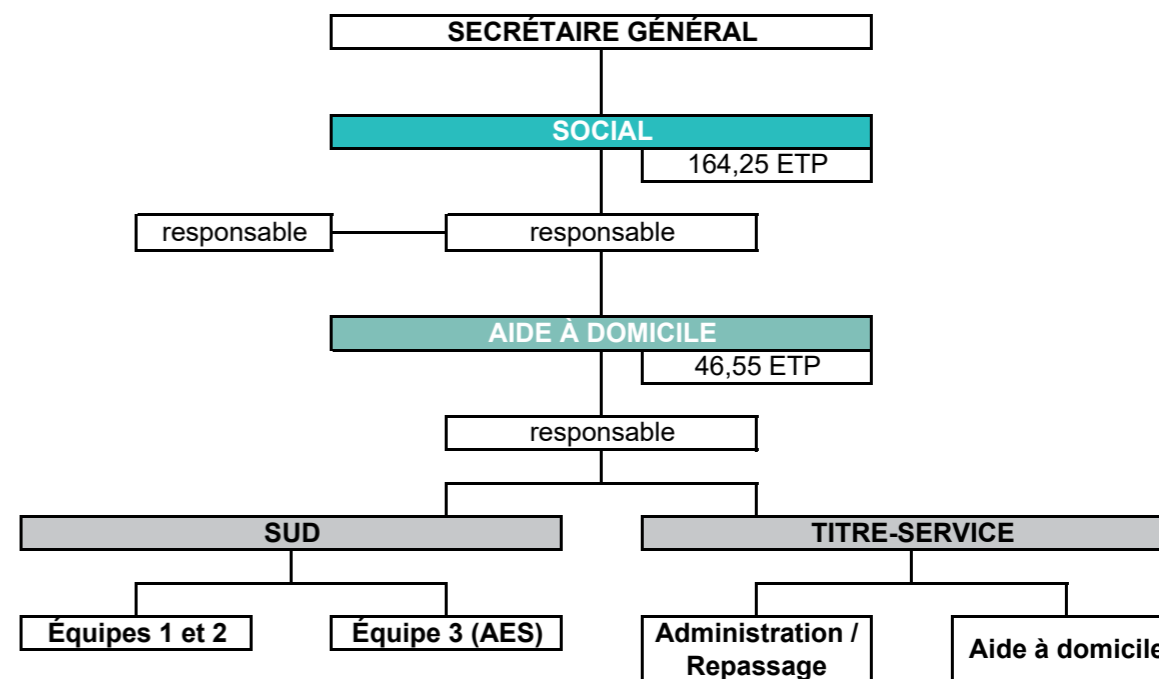 SECRÉTAIRE GÉNÉRAL
SOCIAL
164,25 ETP
responsable
responsable
AIDE À DOMICILE
46,55 ETP
responsable
SUD
TITRE-SERVICE
Équipes 1 et 2
Équipe 3 (AES)
Administration /
Repassage
Aide à domicile